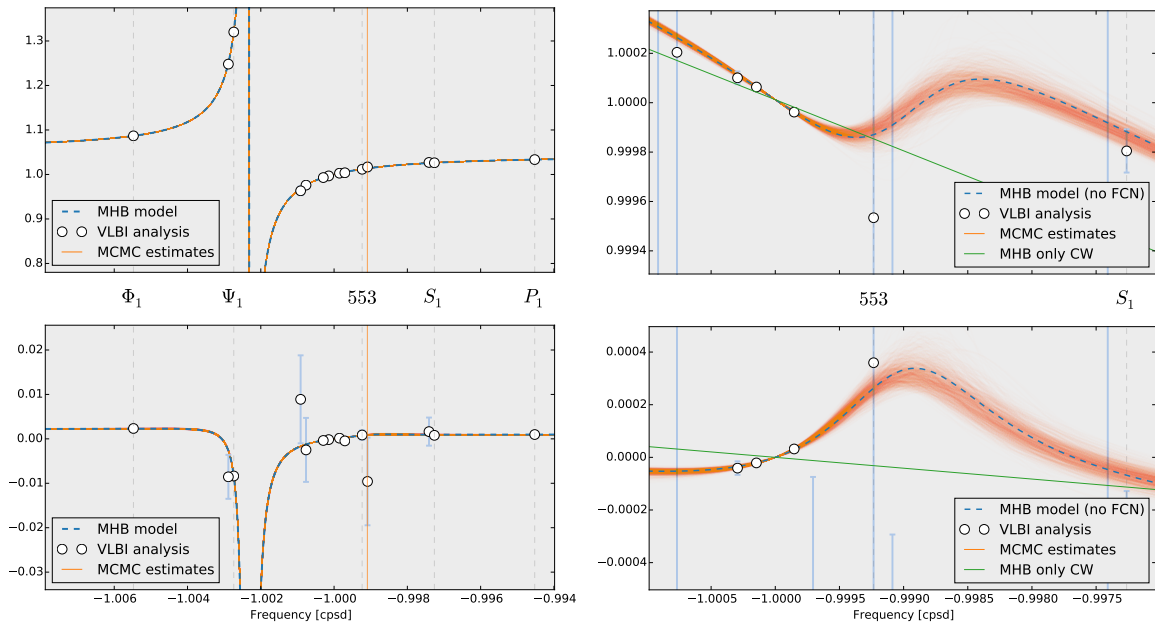 1.3
1.2
1.1
1.0
0.9
0.8
MHB model
VLBI analysis
MCMC estimates
1.0002
1.0000
0.9998
0.9996
0.9994
MHB model (no FCN)
VLBI analysis
MCMC estimates
MHB only CW
Φ₁ Ψ₁ 553 S₁ P₁
553 S₁
0.02
0.01
0.00
−0.01
−0.02
−0.03
MHB model
VLBI analysis
MCMC estimates
−1.006 −1.004 −1.002 −1.000 −0.998 −0.996 −0.994
Frequency [cpsd]
0.0004
0.0002
0.0000
−0.0002
−0.0004
MHB model (no FCN)
VLBI analysis
MCMC estimates
MHB only CW
−1.0005 −1.0000 −0.9995 −0.9990 −0.9985 −0.9980 −0.9975
Frequency [cpsd]